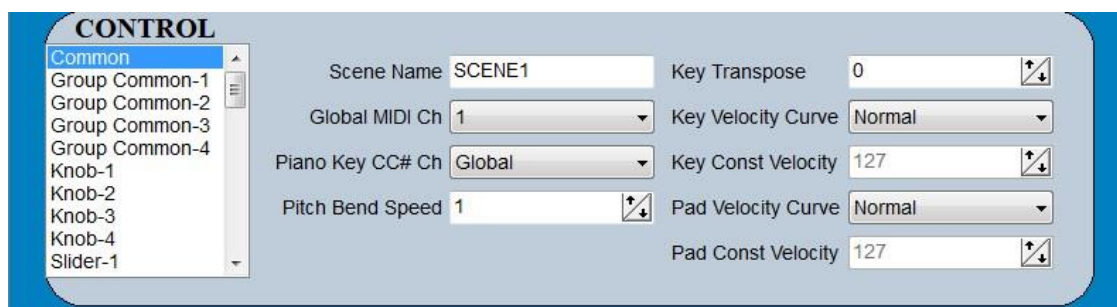 CONTROL
Common
Group Common-1
Group Common-2
Group Common-3
Group Common-4
Knob-1
Knob-2
Knob-3
Knob-4
Slider-1
Scene Name SCENE1
Global MIDI Ch 1
Piano Key CC# Ch Global
Pitch Bend Speed 1
Key Transpose 0
Key Velocity Curve Normal
Key Const Velocity 127
Pad Velocity Curve Normal
Pad Const Velocity 127